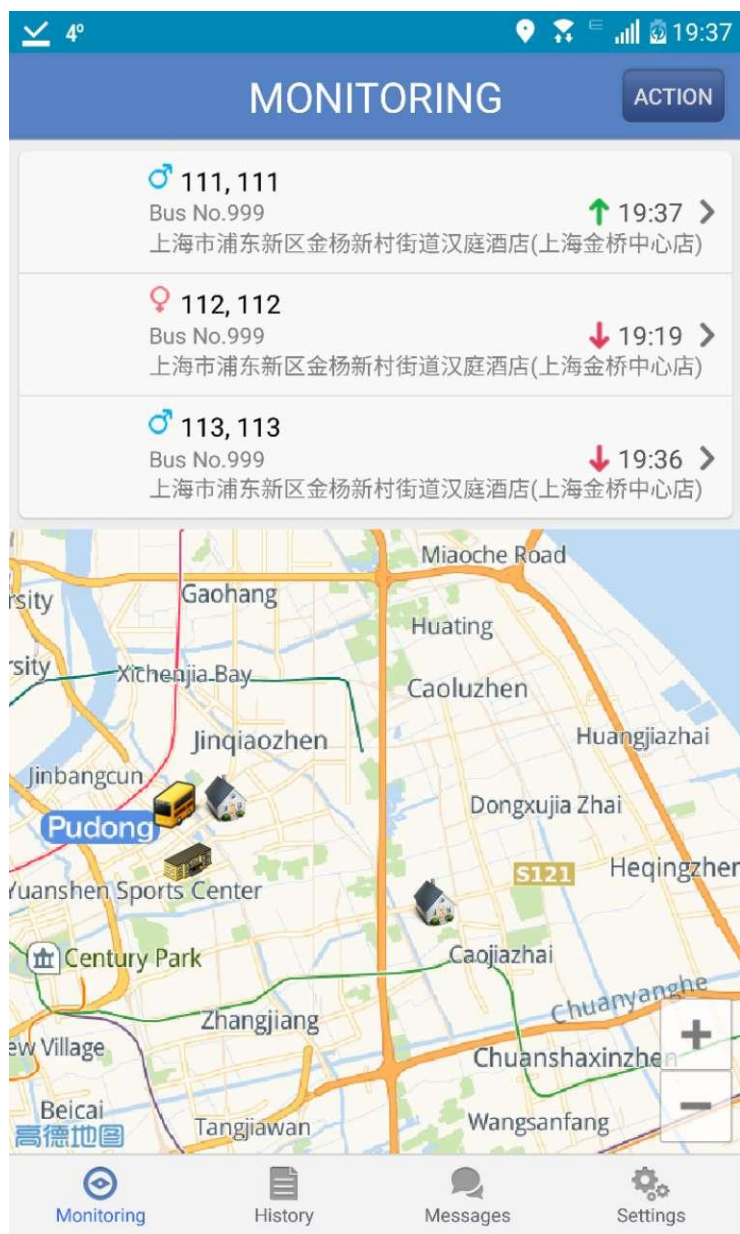 4° 19:37
MONITORING
ACTION
111, 111
Bus No.999
19:37
上海市浦东新区金杨新村街道汉庭酒店(上海金桥中心店)
112, 112
Bus No.999
19:19
上海市浦东新区金杨新村街道汉庭酒店(上海金桥中心店)
113, 113
Bus No.999
19:36
上海市浦东新区金杨新村街道汉庭酒店(上海金桥中心店)
Miaoche Road
rsity
Gaohang
Huating
rsity
Xichenjia Bay
Caoluzhen
Jinqiaozhen
Huangjiazhai
Jinbangcun
Dongxujia Zhai
Pudong
S121
Heqingzhen
Yuanshen Sports Center
Century Park
Caojiazhai
Chuanyanghe
Zhangjiang
ew Village
Chuanshaxinzhen
+
−
Beicai
Tangjiawan
Wangsanfang
高德地图
Monitoring
History
Messages
Settings